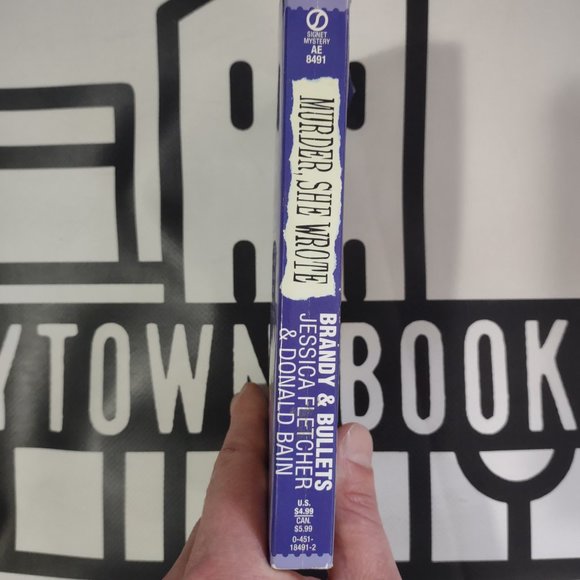 SIGNET
MYSTERY
AE
8491
MURDER, SHE WROTE
BRANDY & BULLETS
JESSICA FLETCHER
& DONALD BAIN
U.S.
$4.99
CAN.
$5.99
0-451-
18491-2
YTOWN BOOK